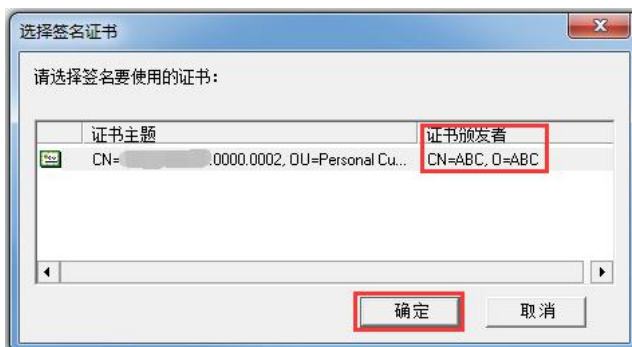 选择签名证书
请选择签名要使用的证书：
证书主题 证书颁发者
CN= .0000.0002, OU=Personal Cu... CN=ABC, O=ABC
确定 取消